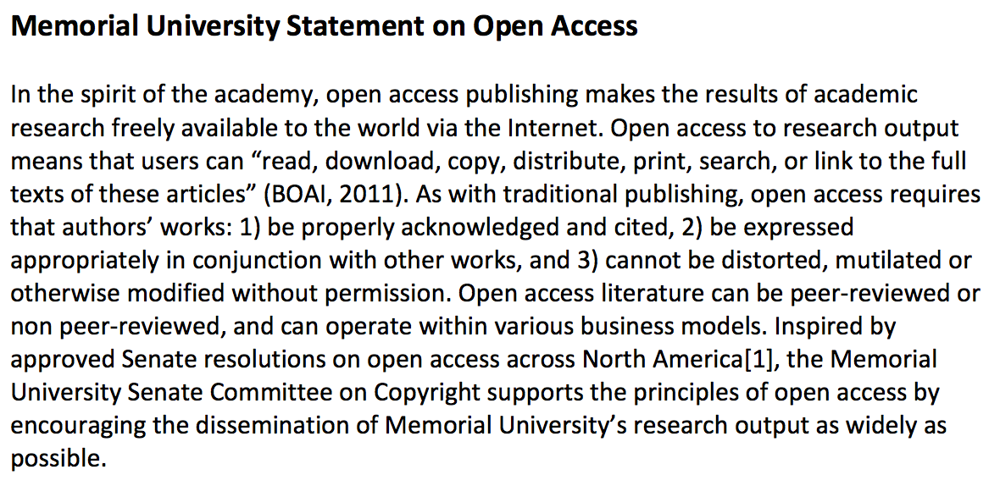 Memorial University Statement on Open Access
In the spirit of the academy, open access publishing makes the results of academic
research freely available to the world via the Internet. Open access to research output
means that users can “read, download, copy, distribute, print, search, or link to the full
texts of these articles” (BOAI, 2011). As with traditional publishing, open access requires
that authors’ works: 1) be properly acknowledged and cited, 2) be expressed
appropriately in conjunction with other works, and 3) cannot be distorted, mutilated or
otherwise modified without permission. Open access literature can be peer-reviewed or
non peer-reviewed, and can operate within various business models. Inspired by
approved Senate resolutions on open access across North America[1], the Memorial
University Senate Committee on Copyright supports the principles of open access by
encouraging the dissemination of Memorial University’s research output as widely as
possible.